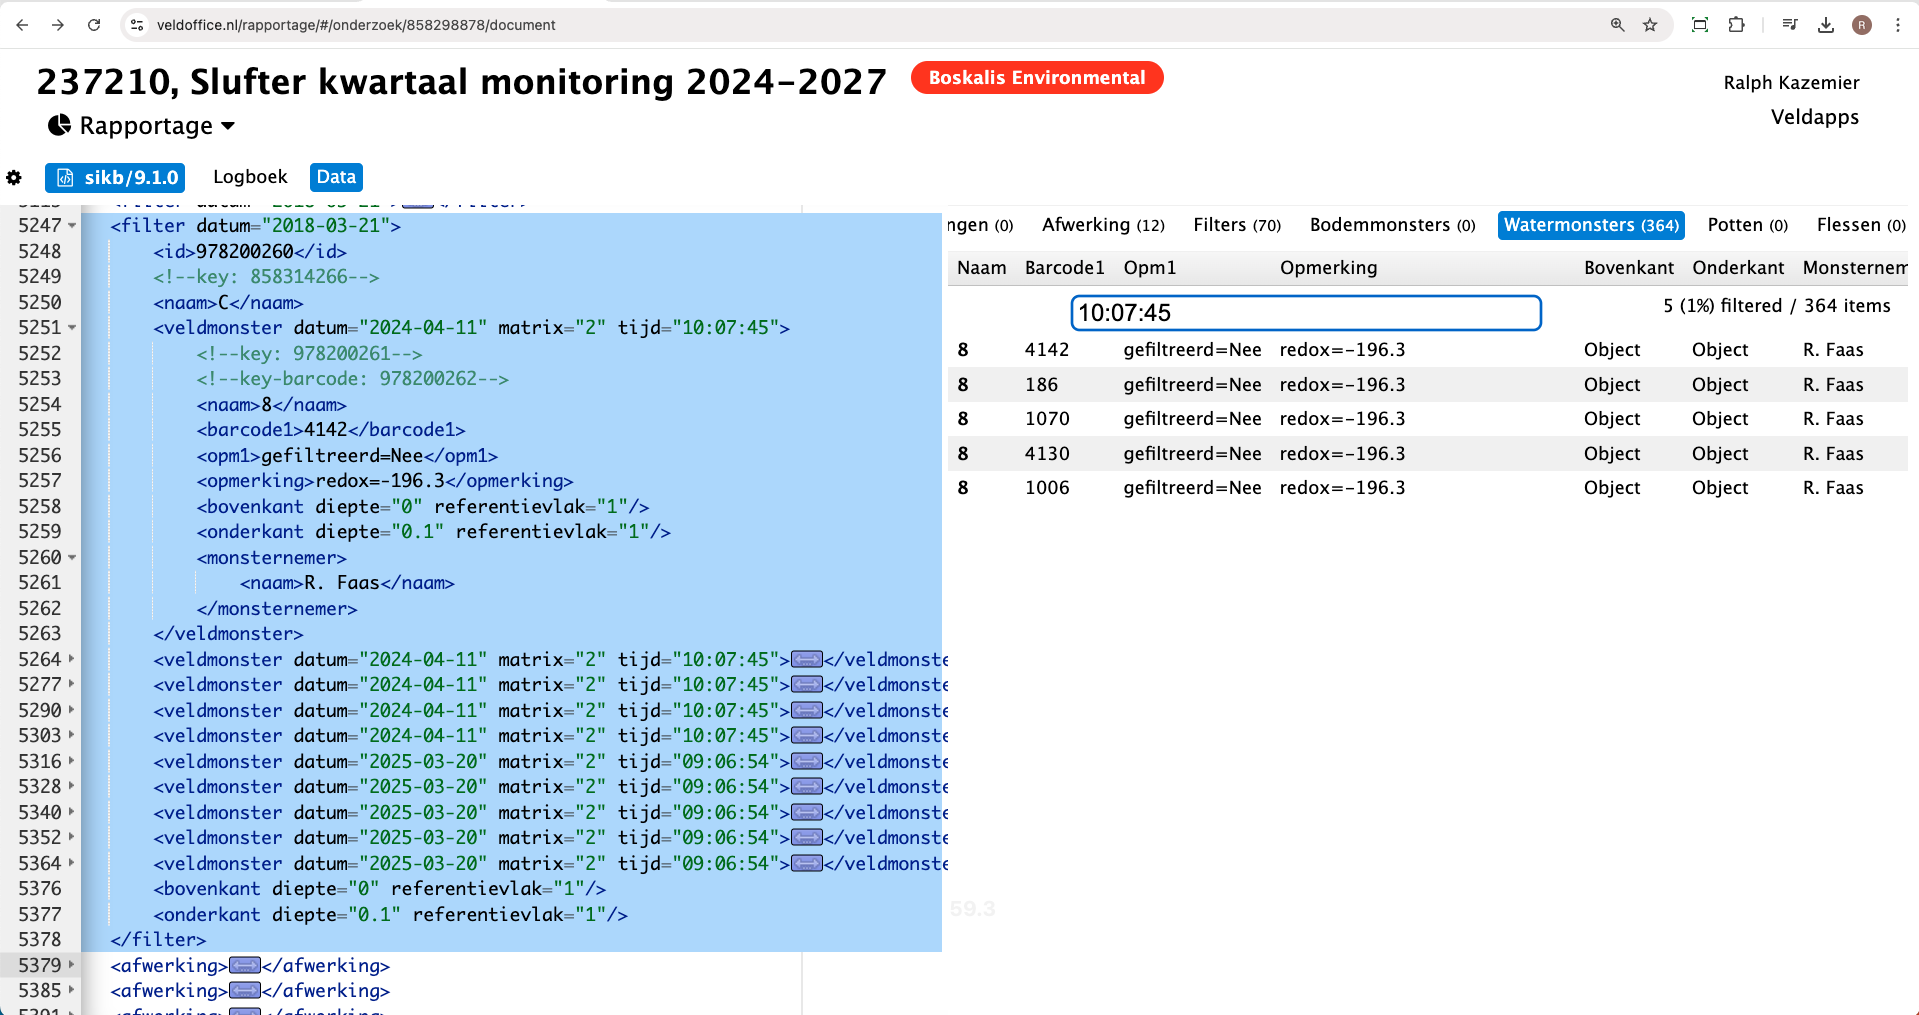 veldoffice.nl/rapportage/#/onderzoek/858298878/document
R
237210, Slufter kwartaal monitoring 2024-2027
Boskalis Environmental
Ralph Kazemier
Veldapps
Rapportage
sikb/9.1.0
Logboek
Data
5247 <filter datum="2018-03-21">
5248 <id>978200260</id>
5249 <!--key: 858314266-->
5250 <naam>C</naam>
5251 <veldmonster datum="2024-04-11" matrix="2" tijd="10:07:45">
5252 <!--key: 978200261-->
5253 <!--key-barcode: 978200262-->
5254 <naam>8</naam>
5255 <barcode1>4142</barcode1>
5256 <opm1>gefiltreerd=Nee</opm1>
5257 <opmerking>redox=-196.3</opmerking>
5258 <bovenkant diepte="0" referentievlak="1"/>
5259 <onderkant diepte="0.1" referentievlak="1"/>
5260 <monsternemer>
5261 <naam>R. Faas</naam>
5262 </monsternemer>
5263 </veldmonster>
5264 <veldmonster datum="2024-04-11" matrix="2" tijd="10:07:45"></veldmonste
5277 <veldmonster datum="2024-04-11" matrix="2" tijd="10:07:45"></veldmonste
5290 <veldmonster datum="2024-04-11" matrix="2" tijd="10:07:45"></veldmonste
5303 <veldmonster datum="2024-04-11" matrix="2" tijd="10:07:45"></veldmonste
5316 <veldmonster datum="2025-03-20" matrix="2" tijd="09:06:54"></veldmonste
5328 <veldmonster datum="2025-03-20" matrix="2" tijd="09:06:54"></veldmonste
5340 <veldmonster datum="2025-03-20" matrix="2" tijd="09:06:54"></veldmonste
5352 <veldmonster datum="2025-03-20" matrix="2" tijd="09:06:54"></veldmonste
5364 <veldmonster datum="2025-03-20" matrix="2" tijd="09:06:54"></veldmonste
5376 <bovenkant diepte="0" referentievlak="1"/>
5377 <onderkant diepte="0.1" referentievlak="1"/>
5378 </filter>
5379 <afwerking></afwerking>
5385 <afwerking></afwerking>
ngen (0) Afwerking (12) Filters (70) Bodemmonsters (0) Watermonsters (364) Potten (0) Flessen (0)
Naam Barcode1 Opm1 Opmerking Bovenkant Onderkant Monsternem
10:07:45
5 (1%) filtered / 364 items
8 4142 gefiltreerd=Nee redox=-196.3 Object Object R. Faas
8 186 gefiltreerd=Nee redox=-196.3 Object Object R. Faas
8 1070 gefiltreerd=Nee redox=-196.3 Object Object R. Faas
8 4130 gefiltreerd=Nee redox=-196.3 Object Object R. Faas
8 1006 gefiltreerd=Nee redox=-196.3 Object Object R. Faas
59.3